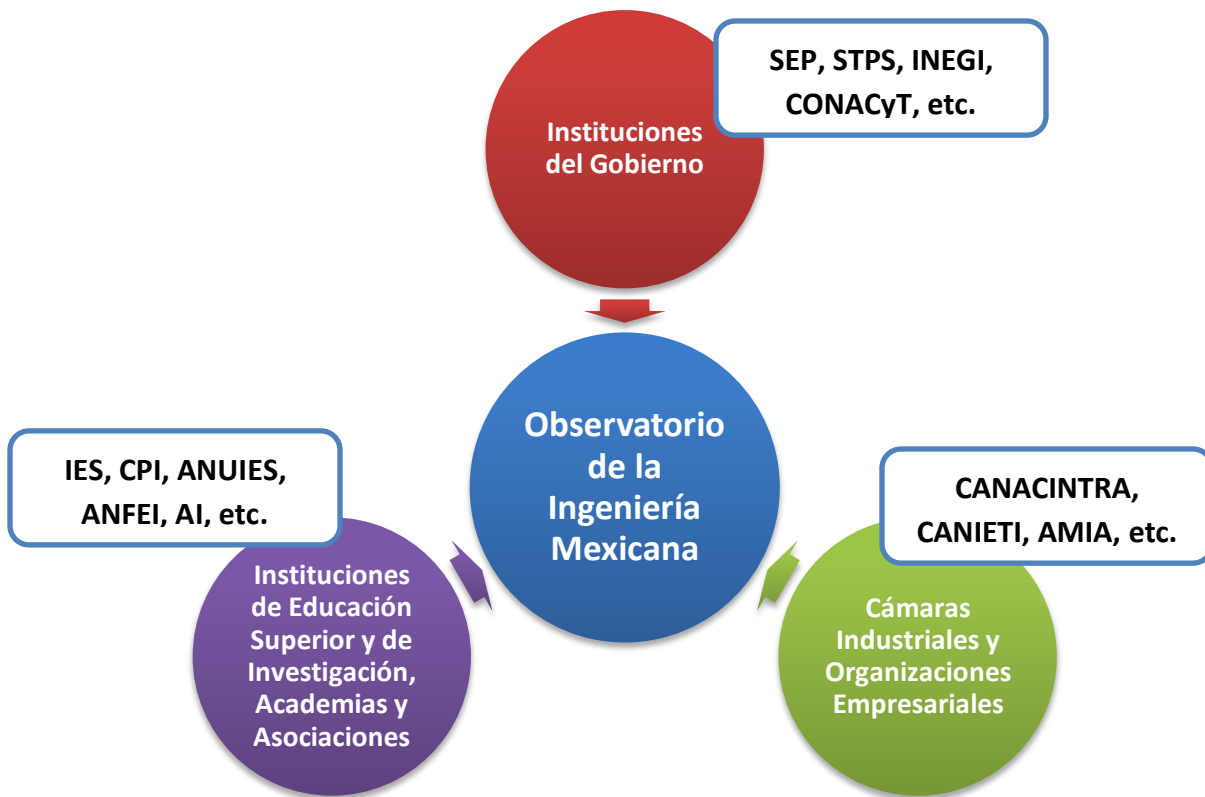 SEP, STPS, INEGI,
CONACyT, etc.
Instituciones
del Gobierno
Observatorio
de la
Ingeniería
Mexicana
IES, CPI, ANUIES,
ANFEI, AI, etc.
Instituciones
de Educación
Superior y de
Investigación,
Academias y
Asociaciones
CANACINTRA,
CANIETI, AMIA, etc.
Cámaras
Industriales y
Organizaciones
Empresariales